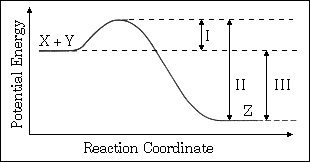 X + Y
I
II
III
Z
Potential Energy
Reaction Coordinate